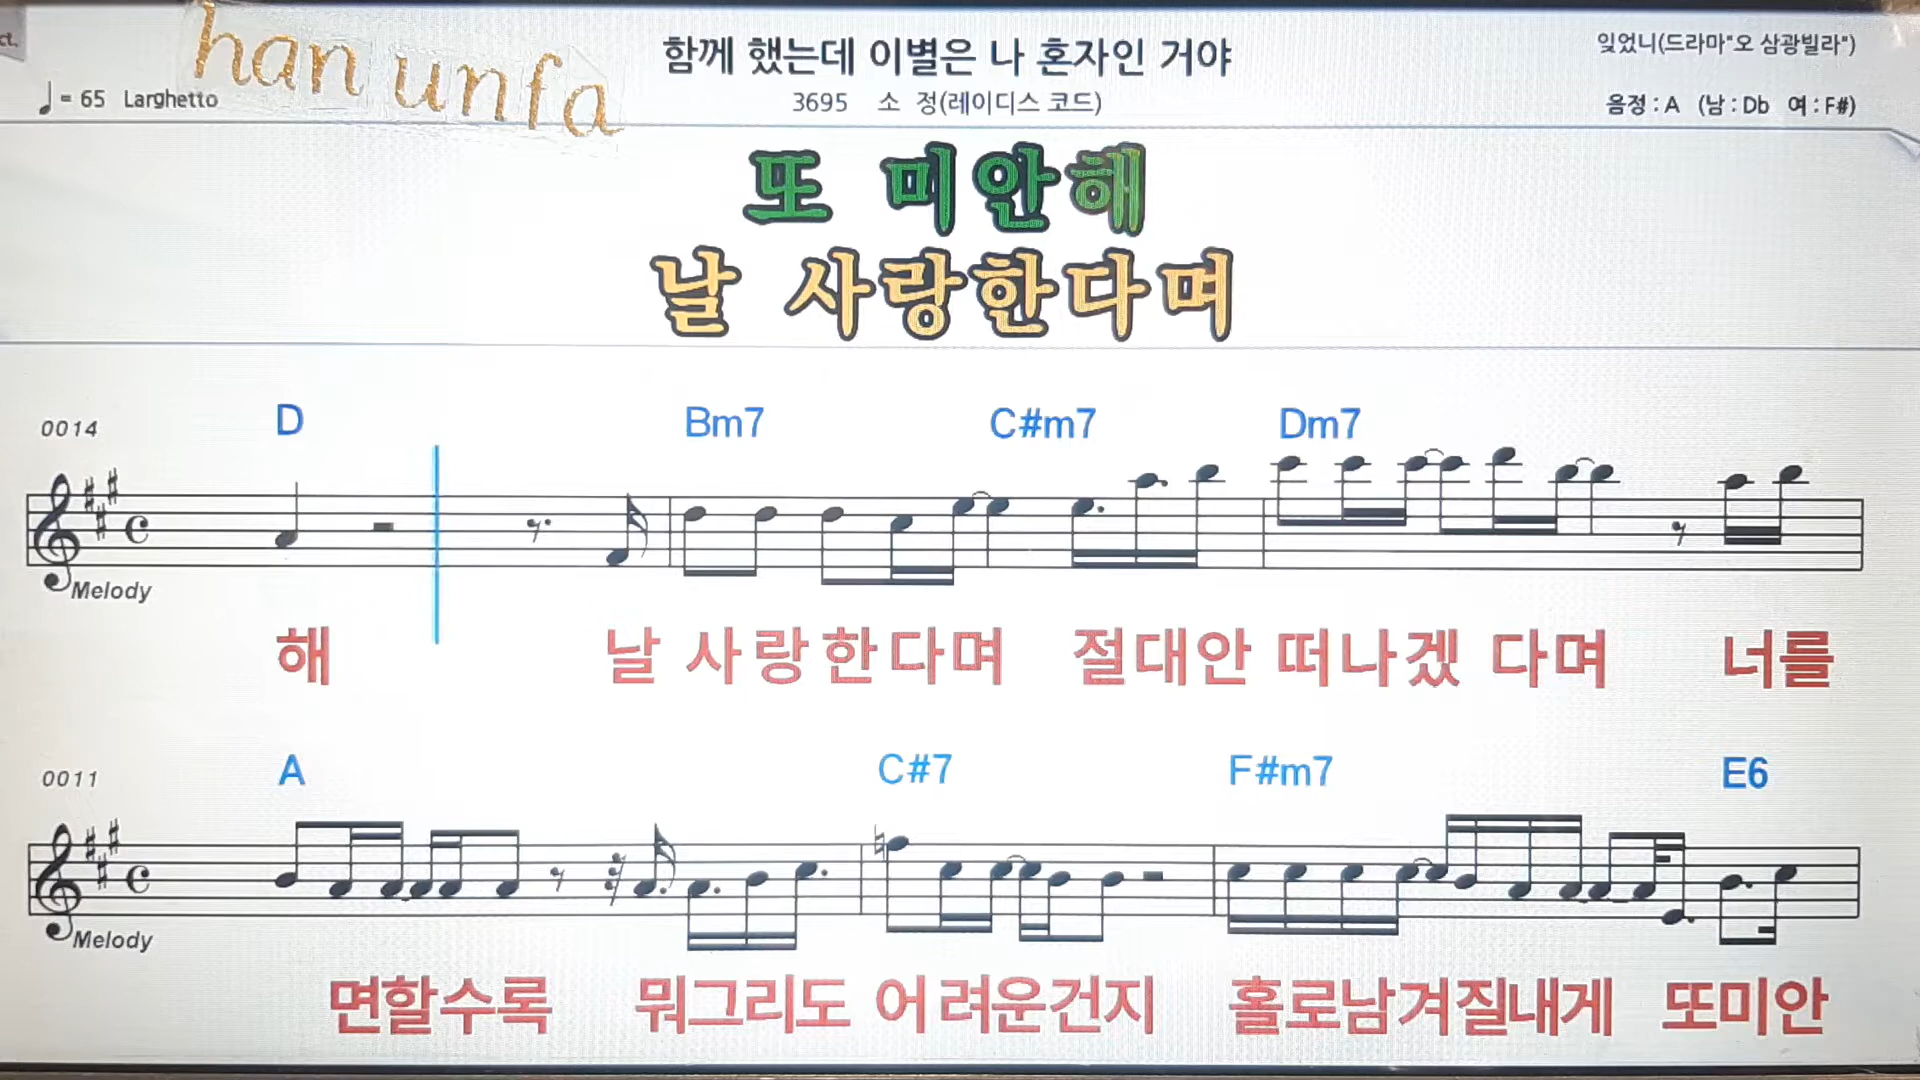 ct.
han unfa
함께 했는데 이별은 나 혼자인 거야
잊었니(드라마"오 삼광빌라")
♩= 65 Larghetto
3695 소 정(레이디스 코드)
음정 : A (남 : Db 여 : F#)
또 미안해
날 사랑한다며
0014 D Bm7 C#m7 Dm7
Melody
해 날 사랑한다며 절대안 떠나겠 다며 너를
0011 A C#7 F#m7 E6
Melody
면할수록 뭐그리도 어려운건지 홀로남겨질내게 또미안